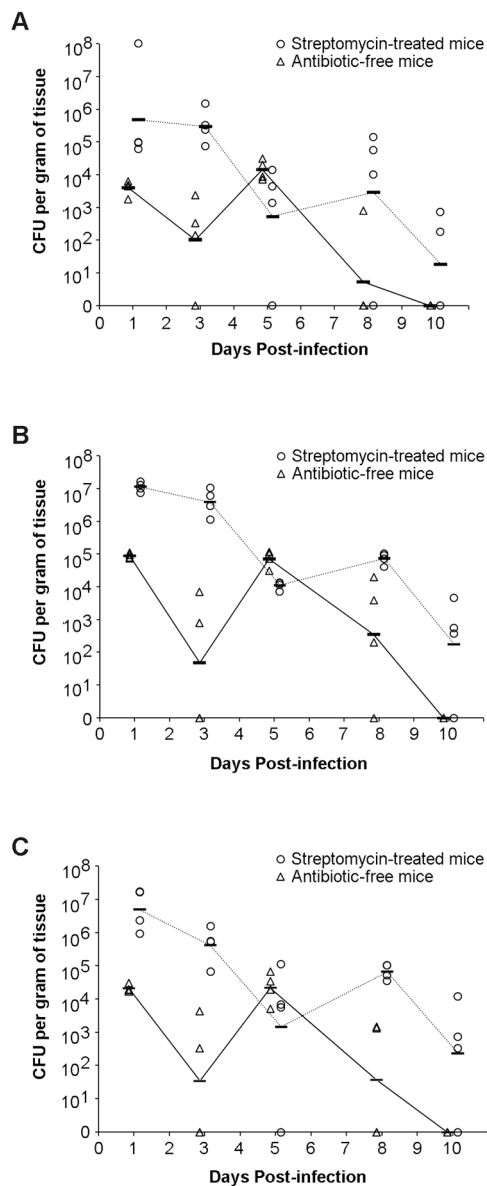 A
○ Streptomycin-treated mice
△ Antibiotic-free mice
CFU per gram of tissue
10^8
10^7
10^6
10^5
10^4
10^3
10^2
10^1
0
0 1 2 3 4 5 6 7 8 9 10
Days Post-infection
B
○ Streptomycin-treated mice
△ Antibiotic-free mice
CFU per gram of tissue
10^8
10^7
10^6
10^5
10^4
10^3
10^2
10^1
0
0 1 2 3 4 5 6 7 8 9 10
Days Post-infection
C
○ Streptomycin-treated mice
△ Antibiotic-free mice
CFU per gram of tissue
10^8
10^7
10^6
10^5
10^4
10^3
10^2
10^1
0
0 1 2 3 4 5 6 7 8 9 10
Days Post-infection